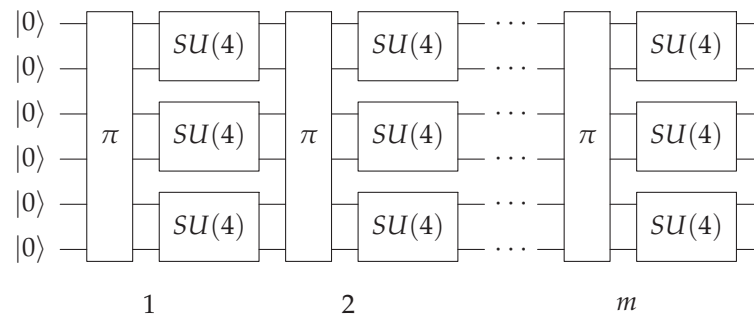 |0⟩
|0⟩ SU(4) SU(4) ··· ··· SU(4)
|0⟩
|0⟩ π SU(4) π SU(4) ··· ··· π SU(4)
|0⟩
|0⟩ SU(4) SU(4) ··· ··· SU(4)
1 2 m